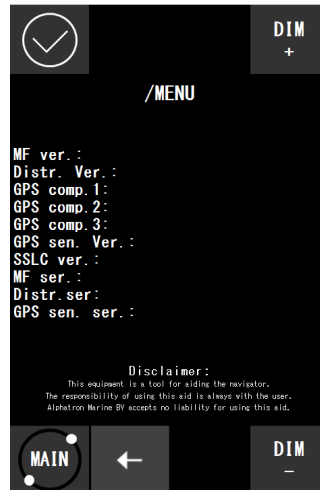 DIM
+
/MENU
MF ver.:
Distr. Ver.:
GPS comp.1:
GPS comp.2:
GPS comp.3:
GPS sen. Ver.:
SSLC ver.:
MF ser.:
Distr.ser:
GPS sen. ser.:
Disclaimer:
This equipment is a tool for aiding the navigator.
The responsibility of using this aid is always with the user.
Alphatron Marine BV accepts no liability for using this aid.
MAIN
DIM
–